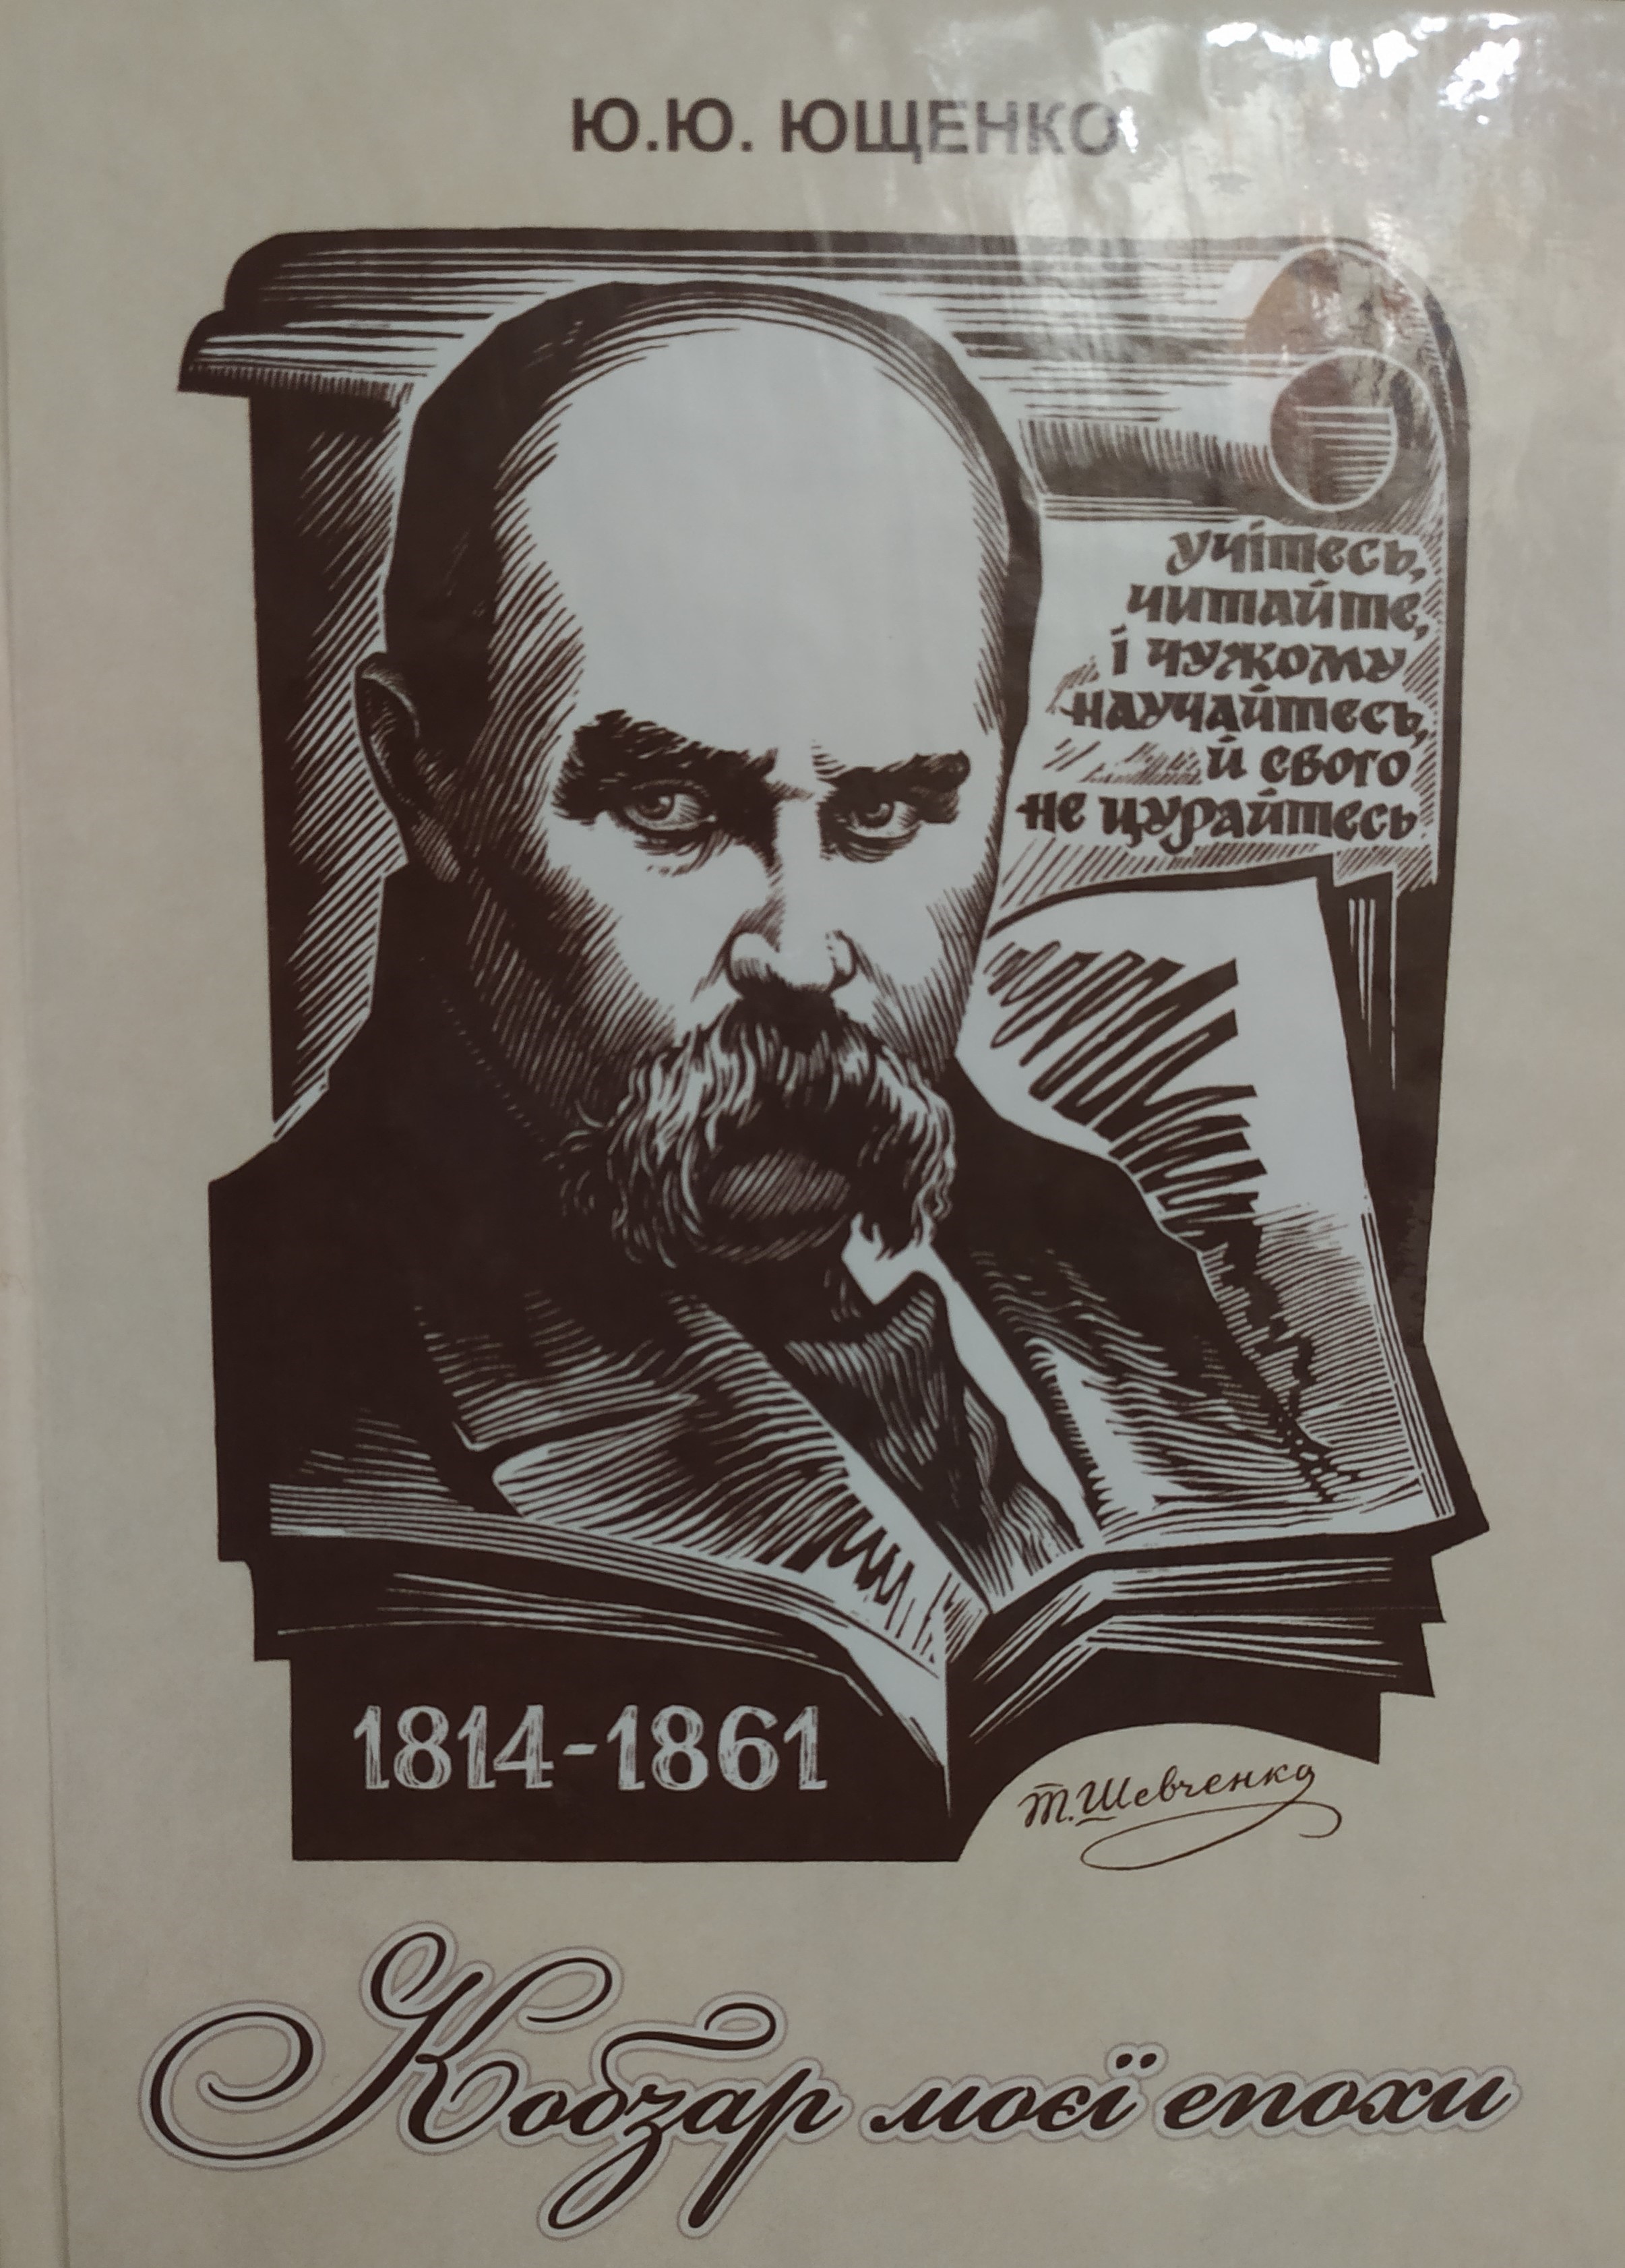 Ю.Ю. ЮЩЕНКО
учітесь,
читайте,
і чужому
научайтесь,
й свого
не цурайтесь
1814-1861
Т.Шевченко
Кобзар моєї епохи